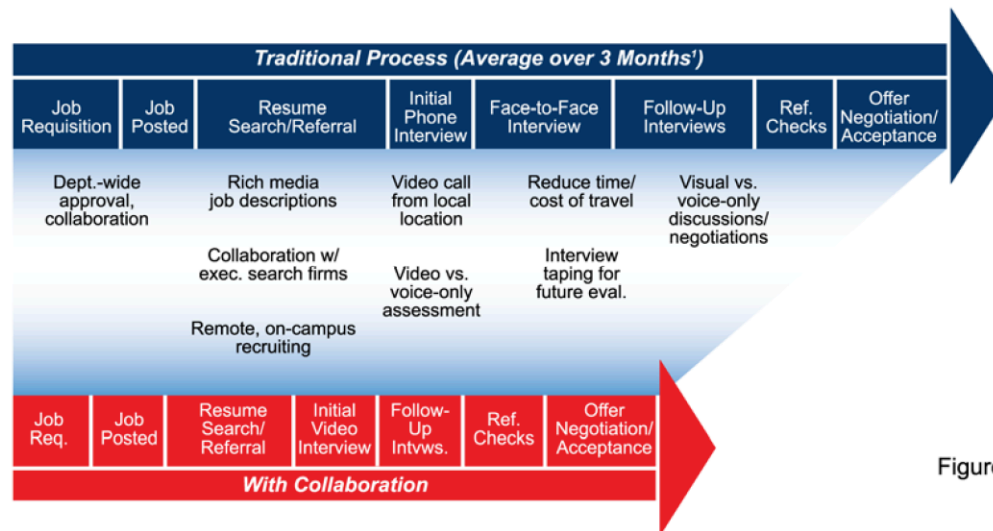 Traditional Process (Average over 3 Months¹)
Job
Requisition
Job
Posted
Resume
Search/Referral
Initial
Phone
Interview
Face-to-Face
Interview
Follow-Up
Interviews
Ref.
Checks
Offer
Negotiation/
Acceptance
Dept.-wide
approval,
collaboration
Rich media
job descriptions
Collaboration w/
exec. search firms
Remote, on-campus
recruiting
Video call
from local
location
Video vs.
voice-only
assessment
Reduce time/
cost of travel
Interview
taping for
future eval.
Visual vs.
voice-only
discussions/
negotiations
Job
Req.
Job
Posted
Resume
Search/
Referral
Initial
Video
Interview
Follow-
Up
Intvws.
Ref.
Checks
Offer
Negotiation/
Acceptance
With Collaboration
Figure